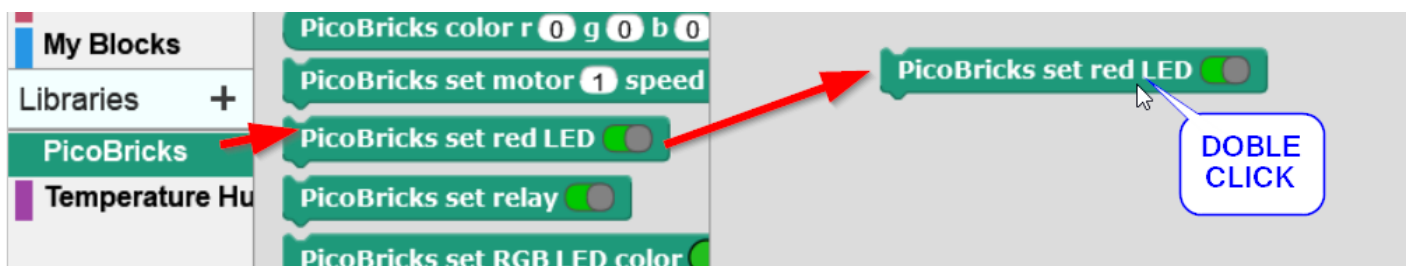 My Blocks
Libraries +
PicoBricks
Temperature Hu
PicoBricks color r 0 g 0 b 0
PicoBricks set motor 1 speed
PicoBricks set red LED
PicoBricks set relay
PicoBricks set RGB LED color
PicoBricks set red LED
DOBLE
CLICK